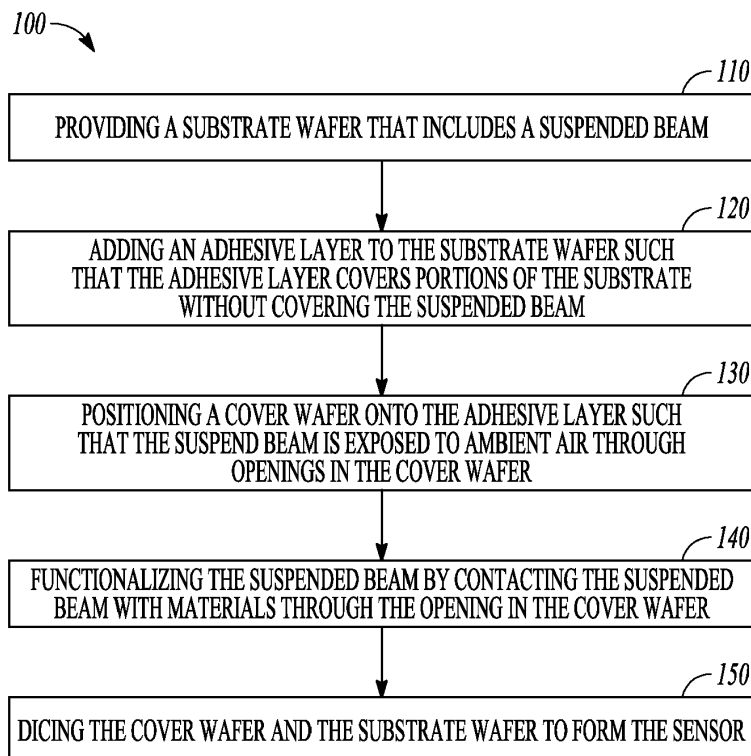 100
110
PROVIDING A SUBSTRATE WAFER THAT INCLUDES A SUSPENDED BEAM
120
ADDING AN ADHESIVE LAYER TO THE SUBSTRATE WAFER SUCH
THAT THE ADHESIVE LAYER COVERS PORTIONS OF THE SUBSTRATE
WITHOUT COVERING THE SUSPENDED BEAM
130
POSITIONING A COVER WAFER ONTO THE ADHESIVE LAYER SUCH
THAT THE SUSPEND BEAM IS EXPOSED TO AMBIENT AIR THROUGH
OPENINGS IN THE COVER WAFER
140
FUNCTIONALIZING THE SUSPENDED BEAM BY CONTACTING THE SUSPENDED
BEAM WITH MATERIALS THROUGH THE OPENING IN THE COVER WAFER
150
DICING THE COVER WAFER AND THE SUBSTRATE WAFER TO FORM THE SENSOR